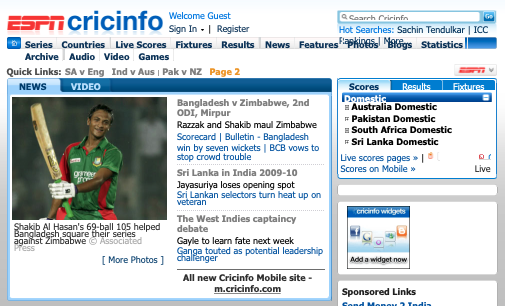 ESPN cricinfo
Welcome Guest
Sign In | Register
Search Cricinfo
Go
Hot Searches: Sachin Tendulkar | ICC
Rankings | More
Series Countries Live Scores Fixtures Results News Features Photos Blogs Statistics
Archive Audio Video Games
Quick Links: SA v Eng Ind v Aus | Pak v NZ Page 2
ESPN
NEWS VIDEO
Shakib Al Hasan's 69-ball 105 helped
Bangladesh square their series
against Zimbabwe © Associated
Press
[ More Photos ]
Bangladesh v Zimbabwe, 2nd
ODI, Mirpur
Razzak and Shakib maul Zimbabwe
Scorecard | Bulletin - Bangladesh
win by seven wickets | BCB vows to
stop crowd trouble
Sri Lanka in India 2009-10
Jayasuriya loses opening spot
Sri Lankan selectors turn heat up on
veteran
The West Indies captaincy
debate
Gayle to learn fate next week
Ganga touted as potential leadership
challenger
All new Cricinfo Mobile site -
m.cricinfo.com
Scores Results Fixtures
Domestic
Australia Domestic
Pakistan Domestic
South Africa Domestic
Sri Lanka Domestic
Live scores pages » |
Scores on Mobile »
Live
cricinfo widgets
Add a widget now
Sponsored Links
Send Money 2 India